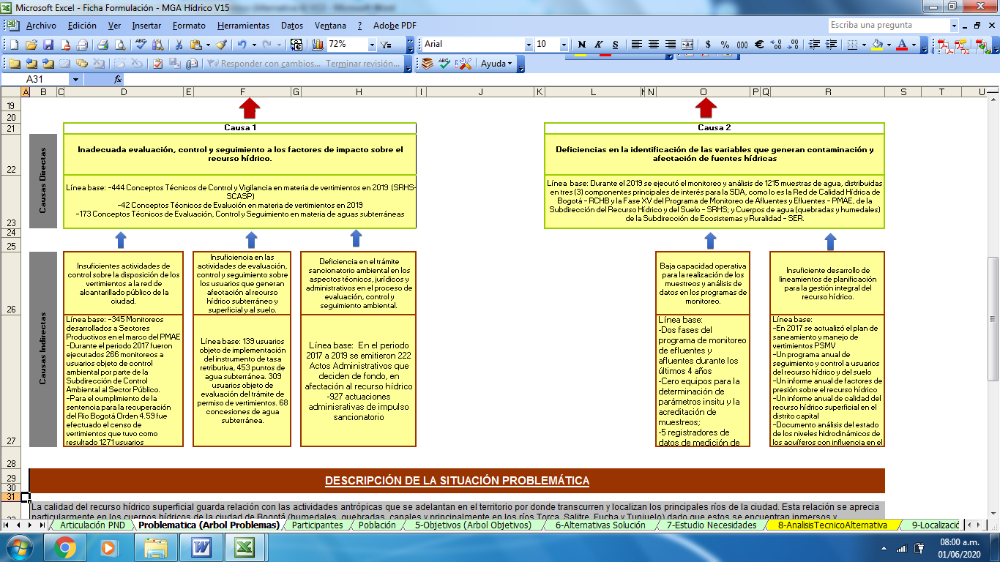 Microsoft Excel - Ficha Formulación - MGA Hídrico V15
Archivo Edición Ver Insertar Formato Herramientas Datos Ventana ? Adobe PDF
Escriba una pregunta
72%
Arial
10
N K S
% 000 €
Responder con cambios... Terminar revisión...
Ayuda
A31
fx
A B C D E F G H I J K L N O P Q R S T U
19
20
21
22
23
24
25
26
27
28
29
30
31
Causas Directas
Causa 1
Inadecuada evaluación, control y seguimiento a los factores de impacto sobre el
recurso hídrico.
Línea base: -444 Conceptos Técnicos de Control y Vigilancia en materia de vertimientos en 2019 (SRHS-
SCASP)
-42 Conceptos Técnicos de Evalución en materia de vertimientos en 2019
-173 Conceptos Técnicos de Evaluación, Control y Seguimiento en materia de aguas subterráneas
Causa 2
Deficiencias en la identificación de las variables que generan contaminación y
afectación de fuentes hídricas
Línea base: Durante el 2019 se ejecutó el monitoreo y análisis de 1215 muestras de agua, distribuidas
en tres (3) componentes principales de interés para la SDA, como lo es la Red de Calidad Hídrica de
Bogotá - RCHB y la Fase XV del Programa de Monitoreo de Afluentes y Efluentes - PMAE, de la
Subdirección del Recurso Hídrico y del Suelo - SRHS; y Cuerpos de agua (quebradas y humedales)
de la Subdirección de Ecosistemas y Ruralidad - SER.
Causas Indirectas
Insuficientes actividades de
control sobre la disposición de los
vertimientos a la red de
alcantarillado público de la
ciudad.
Línea base: -345 Monitoreos
desarrollados a Sectores
Productivos en el marco del PMAE
-Durante el periodo 2017 fueron
ejecutados 266 monitoreos a
usuarios objeto de control
ambiental por parte de la
Subdirección de Control
Ambiental al Sector Público.
-Para el cumplimiento de la
sentencia para la recuperación
del Rio Bogotá Orden 4.59 fue
efectuado el censo de
vertimientos que tuvo como
resultado 1271 usuarios
Insuficiencia en las
actividades de evaluación,
control y seguimiento sobre
los usuarios que generan
afectación al recurso
hídrico subterráneo y
superficial y al suelo.
Línea base: 139 usuarios
objeto de implementación
del instrumento de tasa
retributiva, 453 puntos de
agua subterránea. 309
usuarios objeto de
evaluación del trámite de
permiso de vertimientos. 68
concesiones de agua
subterránea.
Deficiencia en el trámite
sancionatorio ambiental en los
aspectos técnicos, jurídicos y
administrativos en el proceso de
evaluación, control y
seguimiento ambiental.
Línea base: En el periodo
2017 a 2019 se emitieron 222
Actos Administrativos que
deciden de fondo, en
afectación al recurso hídrico
-927 actuaciones
adminisrativas de impulso
sancionatorio
Baja capacidad operativa
para la realización de los
muestreos y análisis de
datos en los programas de
monitoreo.
Línea base:
-Dos fases del
programa de monitoreo
de efluentes y
afluentes durante los
últimos 4 años
-Cero equipos para la
determinación de
parámetros insitu y la
acreditación de
muestreos;
-5 registradores de
datos de medición de
Insuficiente desarrollo de
lineamientos de planificación
para la gestión integral del
recurso hídrico.
Línea base:
-En 2017 se actualizó el plan de
saneamiento y manejo de
vertimientos PSMV
-Un programa anual de
seguimiento y control a usuarios
del recurso hídrico y del suelo
-Un informe anual de factores de
presión sobre el recurso hídrico
-Un informe anual de calidad del
recurso hídrico superficial en el
distrito capital
-Documento análisis del estado
de los niveles hidrodinámicos de
los acuíferos con influencia en el
DESCRIPCIÓN DE LA SITUACIÓN PROBLEMÁTICA
La calidad del recurso hídrico superficial guarda relación con las actividades antrópicas que se adelantan en el territorio por donde transcurren y localizan los principales ríos de la ciudad. Esta relación se aprecia
particularmente en los cuerpos hídricos de la ciudad de Bogotá (humedales, quebradas, canales y principalmente en los ríos Torca, Salitre, Fucha y Tunjuelo) dado que estos se encuentran inmersos y
Articulación PND Problematica (Arbol Problemas) Participantes Población 5-Objetivos (Arbol Objetivos) 6-Alternativas Solución 7-Estudio Necesidades 8-AnalisisTecnicoAlternativa 9-Localizació
08:00 a.m.
01/06/2020